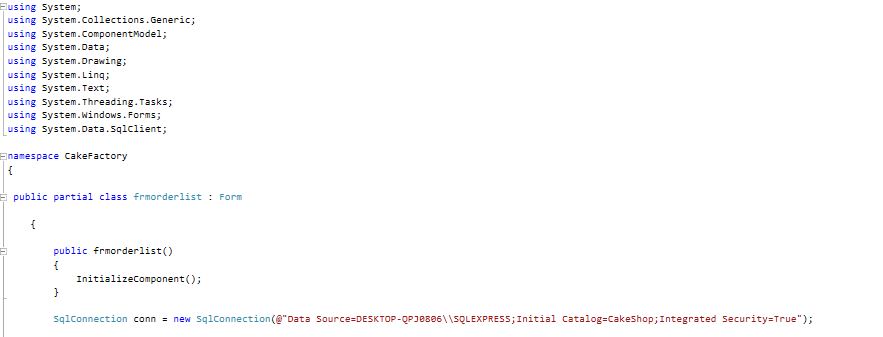 using System;
using System.Collections.Generic;
using System.ComponentModel;
using System.Data;
using System.Drawing;
using System.Linq;
using System.Text;
using System.Threading.Tasks;
using System.Windows.Forms;
using System.Data.SqlClient;
namespace CakeFactory
{
public partial class frmorderlist : Form
{
public frmorderlist()
{
InitializeComponent();
}
SqlConnection conn = new SqlConnection(@"Data Source=DESKTOP-QPJ0806\\SQLEXPRESS;Initial Catalog=CakeShop;Integrated Security=True");